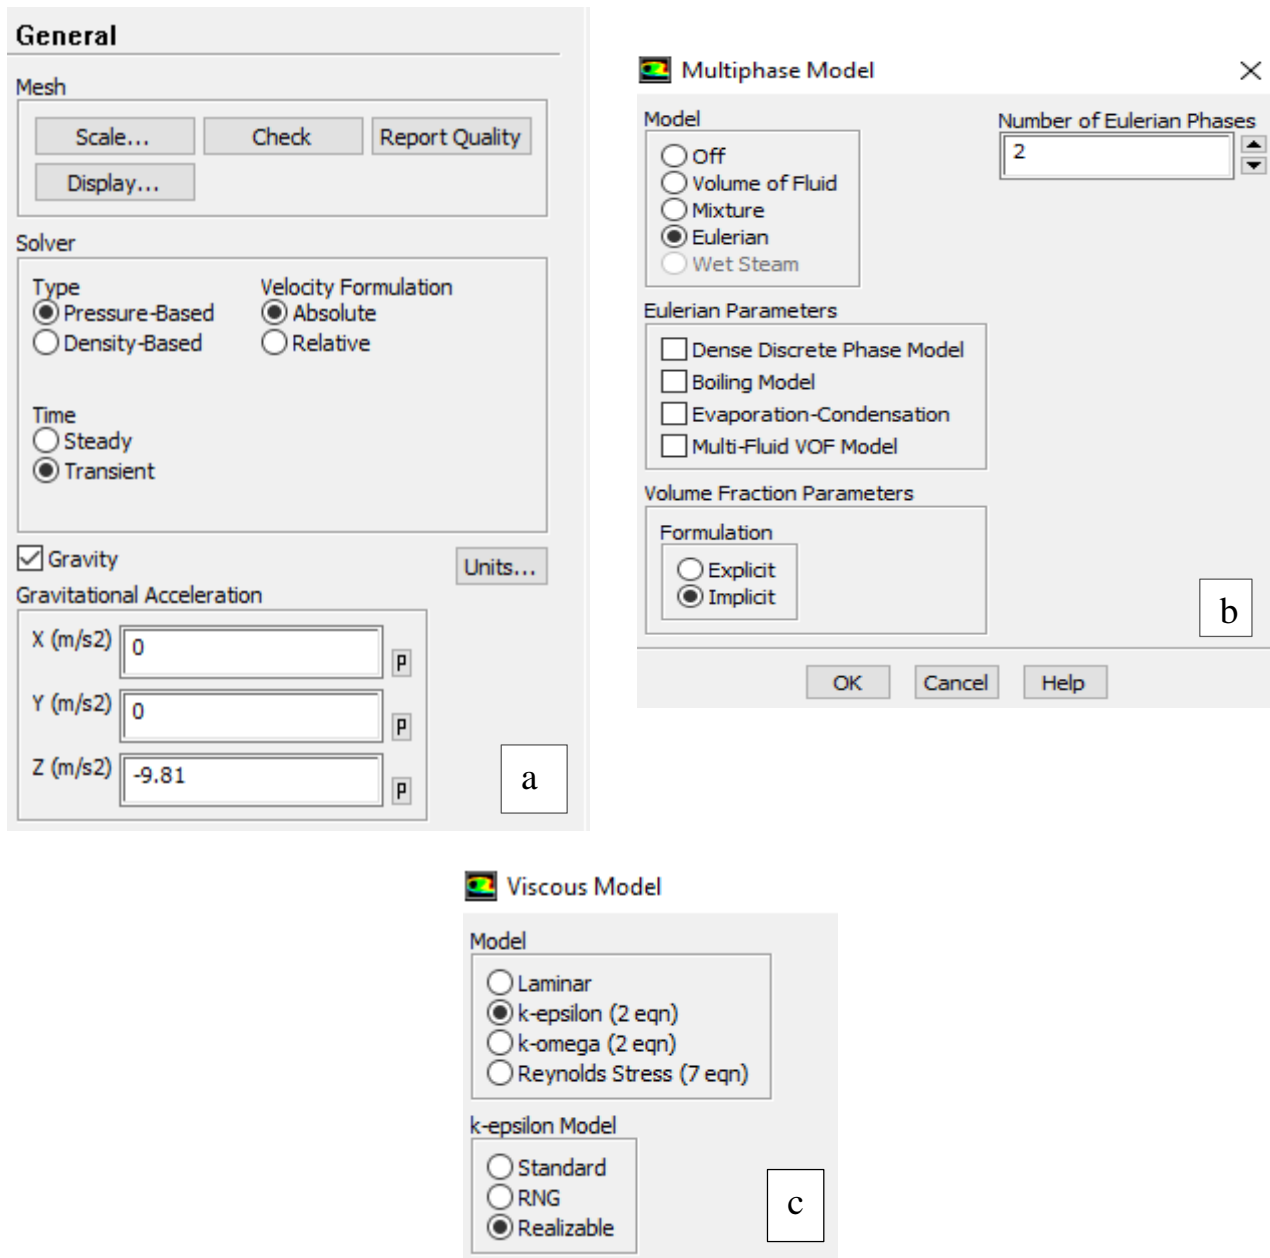 General
Mesh
Scale... Check Report Quality
Display...
Solver
Type Velocity Formulation
Pressure-Based Absolute
Density-Based Relative
Time
Steady
Transient
Gravity Units...
Gravitational Acceleration
X (m/s2) 0 P
Y (m/s2) 0 P
Z (m/s2) -9.81 P
a
Multiphase Model
Model Number of Eulerian Phases
Off 2
Volume of Fluid
Mixture
Eulerian
Wet Steam
Eulerian Parameters
Dense Discrete Phase Model
Boiling Model
Evaporation-Condensation
Multi-Fluid VOF Model
Volume Fraction Parameters
Formulation
Explicit
Implicit
b
OK Cancel Help
Viscous Model
Model
Laminar
k-epsilon (2 eqn)
k-omega (2 eqn)
Reynolds Stress (7 eqn)
k-epsilon Model
Standard
RNG
Realizable
c